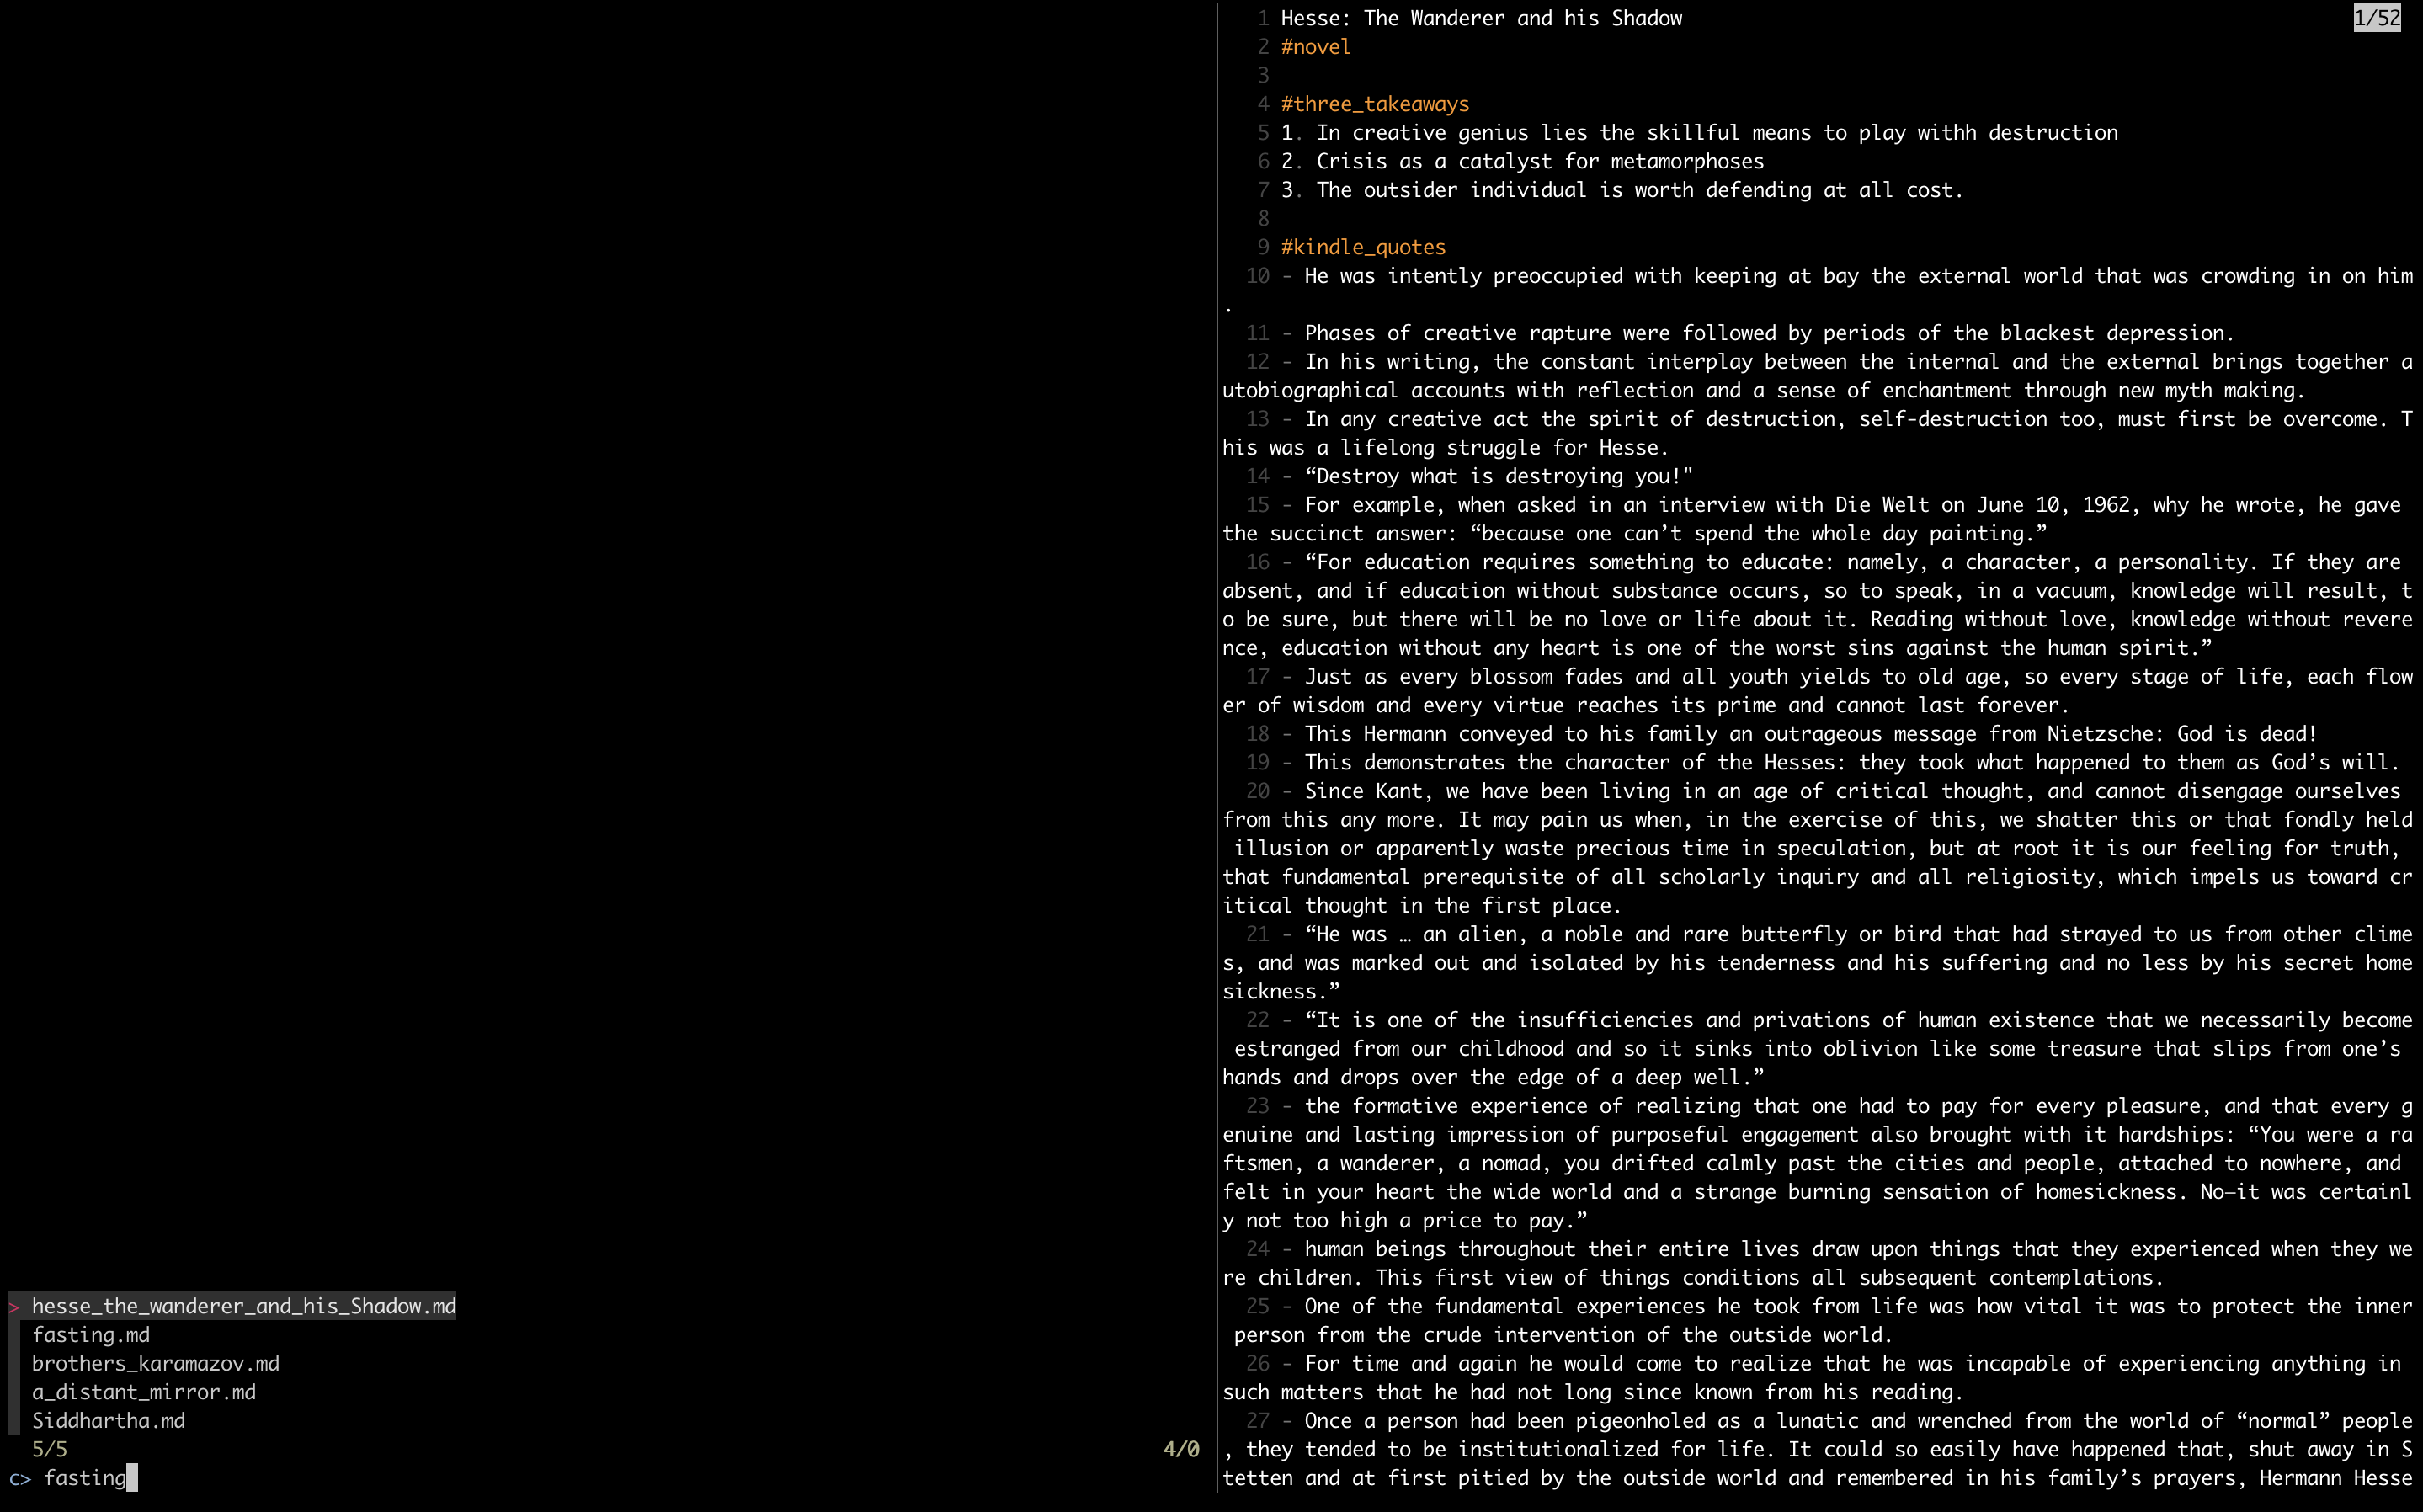 > hesse_the_wanderer_and_his_Shadow.md
fasting.md
brothers_karamazov.md
a_distant_mirror.md
Siddhartha.md
5/5 4/0
c> fasting
1 Hesse: The Wanderer and his Shadow 1/52
2 #novel
3
4 #three_takeaways
5 1. In creative genius lies the skillful means to play withh destruction
6 2. Crisis as a catalyst for metamorphoses
7 3. The outsider individual is worth defending at all cost.
8
9 #kindle_quotes
10 - He was intently preoccupied with keeping at bay the external world that was crowding in on him
.
11 - Phases of creative rapture were followed by periods of the blackest depression.
12 - In his writing, the constant interplay between the internal and the external brings together a
utobiographical accounts with reflection and a sense of enchantment through new myth making.
13 - In any creative act the spirit of destruction, self-destruction too, must first be overcome. T
his was a lifelong struggle for Hesse.
14 - “Destroy what is destroying you!"
15 - For example, when asked in an interview with Die Welt on June 10, 1962, why he wrote, he gave
the succinct answer: “because one can’t spend the whole day painting.”
16 - “For education requires something to educate: namely, a character, a personality. If they are
absent, and if education without substance occurs, so to speak, in a vacuum, knowledge will result, t
o be sure, but there will be no love or life about it. Reading without love, knowledge without revere
nce, education without any heart is one of the worst sins against the human spirit.”
17 - Just as every blossom fades and all youth yields to old age, so every stage of life, each flow
er of wisdom and every virtue reaches its prime and cannot last forever.
18 - This Hermann conveyed to his family an outrageous message from Nietzsche: God is dead!
19 - This demonstrates the character of the Hesses: they took what happened to them as God’s will.
20 - Since Kant, we have been living in an age of critical thought, and cannot disengage ourselves
from this any more. It may pain us when, in the exercise of this, we shatter this or that fondly held
illusion or apparently waste precious time in speculation, but at root it is our feeling for truth,
that fundamental prerequisite of all scholarly inquiry and all religiosity, which impels us toward cr
itical thought in the first place.
21 - “He was … an alien, a noble and rare butterfly or bird that had strayed to us from other clime
s, and was marked out and isolated by his tenderness and his suffering and no less by his secret home
sickness.”
22 - “It is one of the insufficiencies and privations of human existence that we necessarily become
estranged from our childhood and so it sinks into oblivion like some treasure that slips from one’s
hands and drops over the edge of a deep well.”
23 - the formative experience of realizing that one had to pay for every pleasure, and that every g
enuine and lasting impression of purposeful engagement also brought with it hardships: “You were a ra
ftsmen, a wanderer, a nomad, you drifted calmly past the cities and people, attached to nowhere, and
felt in your heart the wide world and a strange burning sensation of homesickness. No—it was certainl
y not too high a price to pay.”
24 - human beings throughout their entire lives draw upon things that they experienced when they we
re children. This first view of things conditions all subsequent contemplations.
25 - One of the fundamental experiences he took from life was how vital it was to protect the inner
person from the crude intervention of the outside world.
26 - For time and again he would come to realize that he was incapable of experiencing anything in
such matters that he had not long since known from his reading.
27 - Once a person had been pigeonholed as a lunatic and wrenched from the world of “normal” people
, they tended to be institutionalized for life. It could so easily have happened that, shut away in S
tetten and at first pitied by the outside world and remembered in his family’s prayers, Hermann Hesse